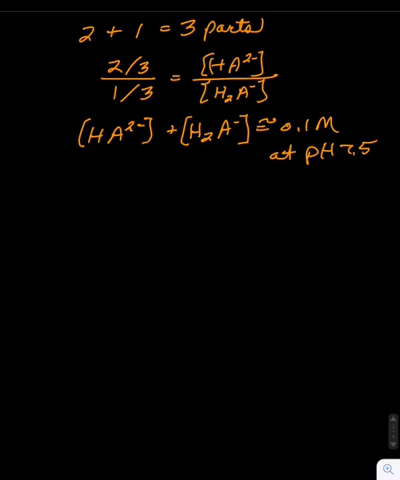 2 + 1 = 3 parts
2/3 / 1/3 = [HA²⁻] / [H₂A⁻]
[HA²⁻] + [H₂A⁻] ≅ 0.1 M
at pH 7.5